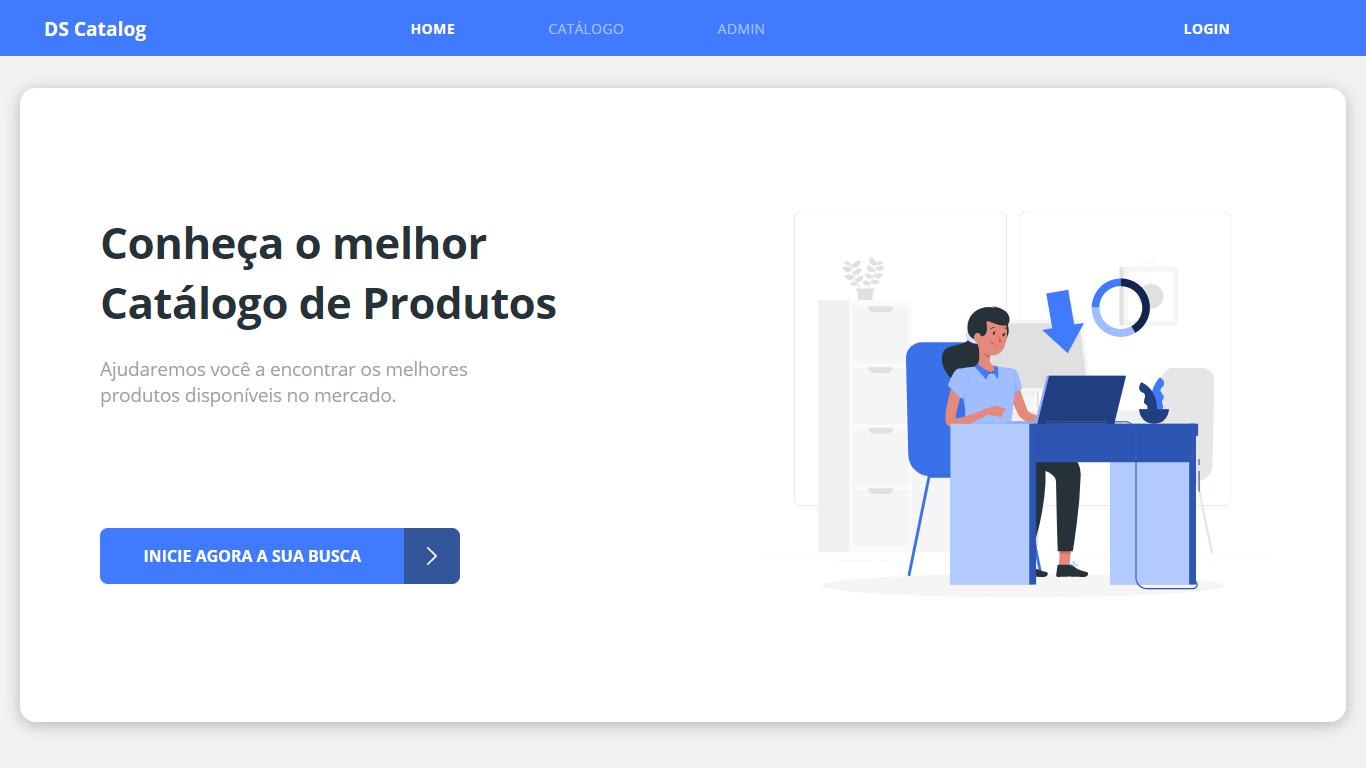 DS Catalog
HOME
CATÁLOGO
ADMIN
LOGIN
Conheça o melhor
Catálogo de Produtos
Ajudaremos você a encontrar os melhores
produtos disponíveis no mercado.
INICIE AGORA A SUA BUSCA